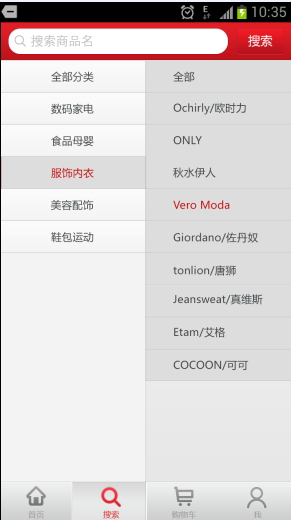 E 10:35
搜索商品名 搜索
全部分类
数码家电
食品母婴
服饰内衣
美容配饰
鞋包运动
全部
Ochirly/欧时力
ONLY
秋水伊人
Vero Moda
Giordano/佐丹奴
tonlion/唐狮
Jeanswest/真维斯
Etam/艾格
COCOON/可可
首页 搜索 购物车 我